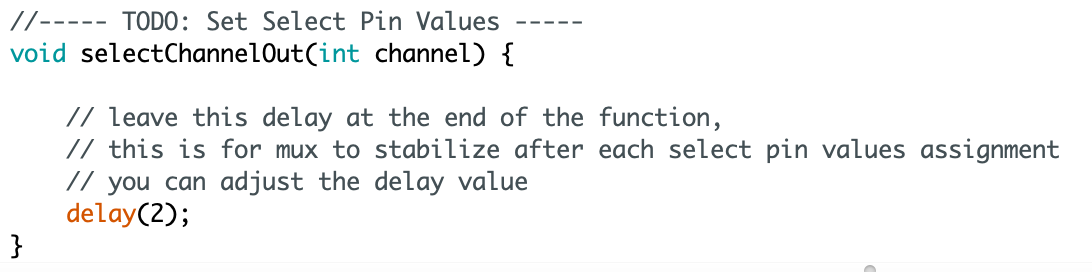 //----- TODO: Set Select Pin Values -----
void selectChannelOut(int channel) {
// leave this delay at the end of the function,
// this is for mux to stabilize after each select pin values assignment
// you can adjust the delay value
delay(2);
}